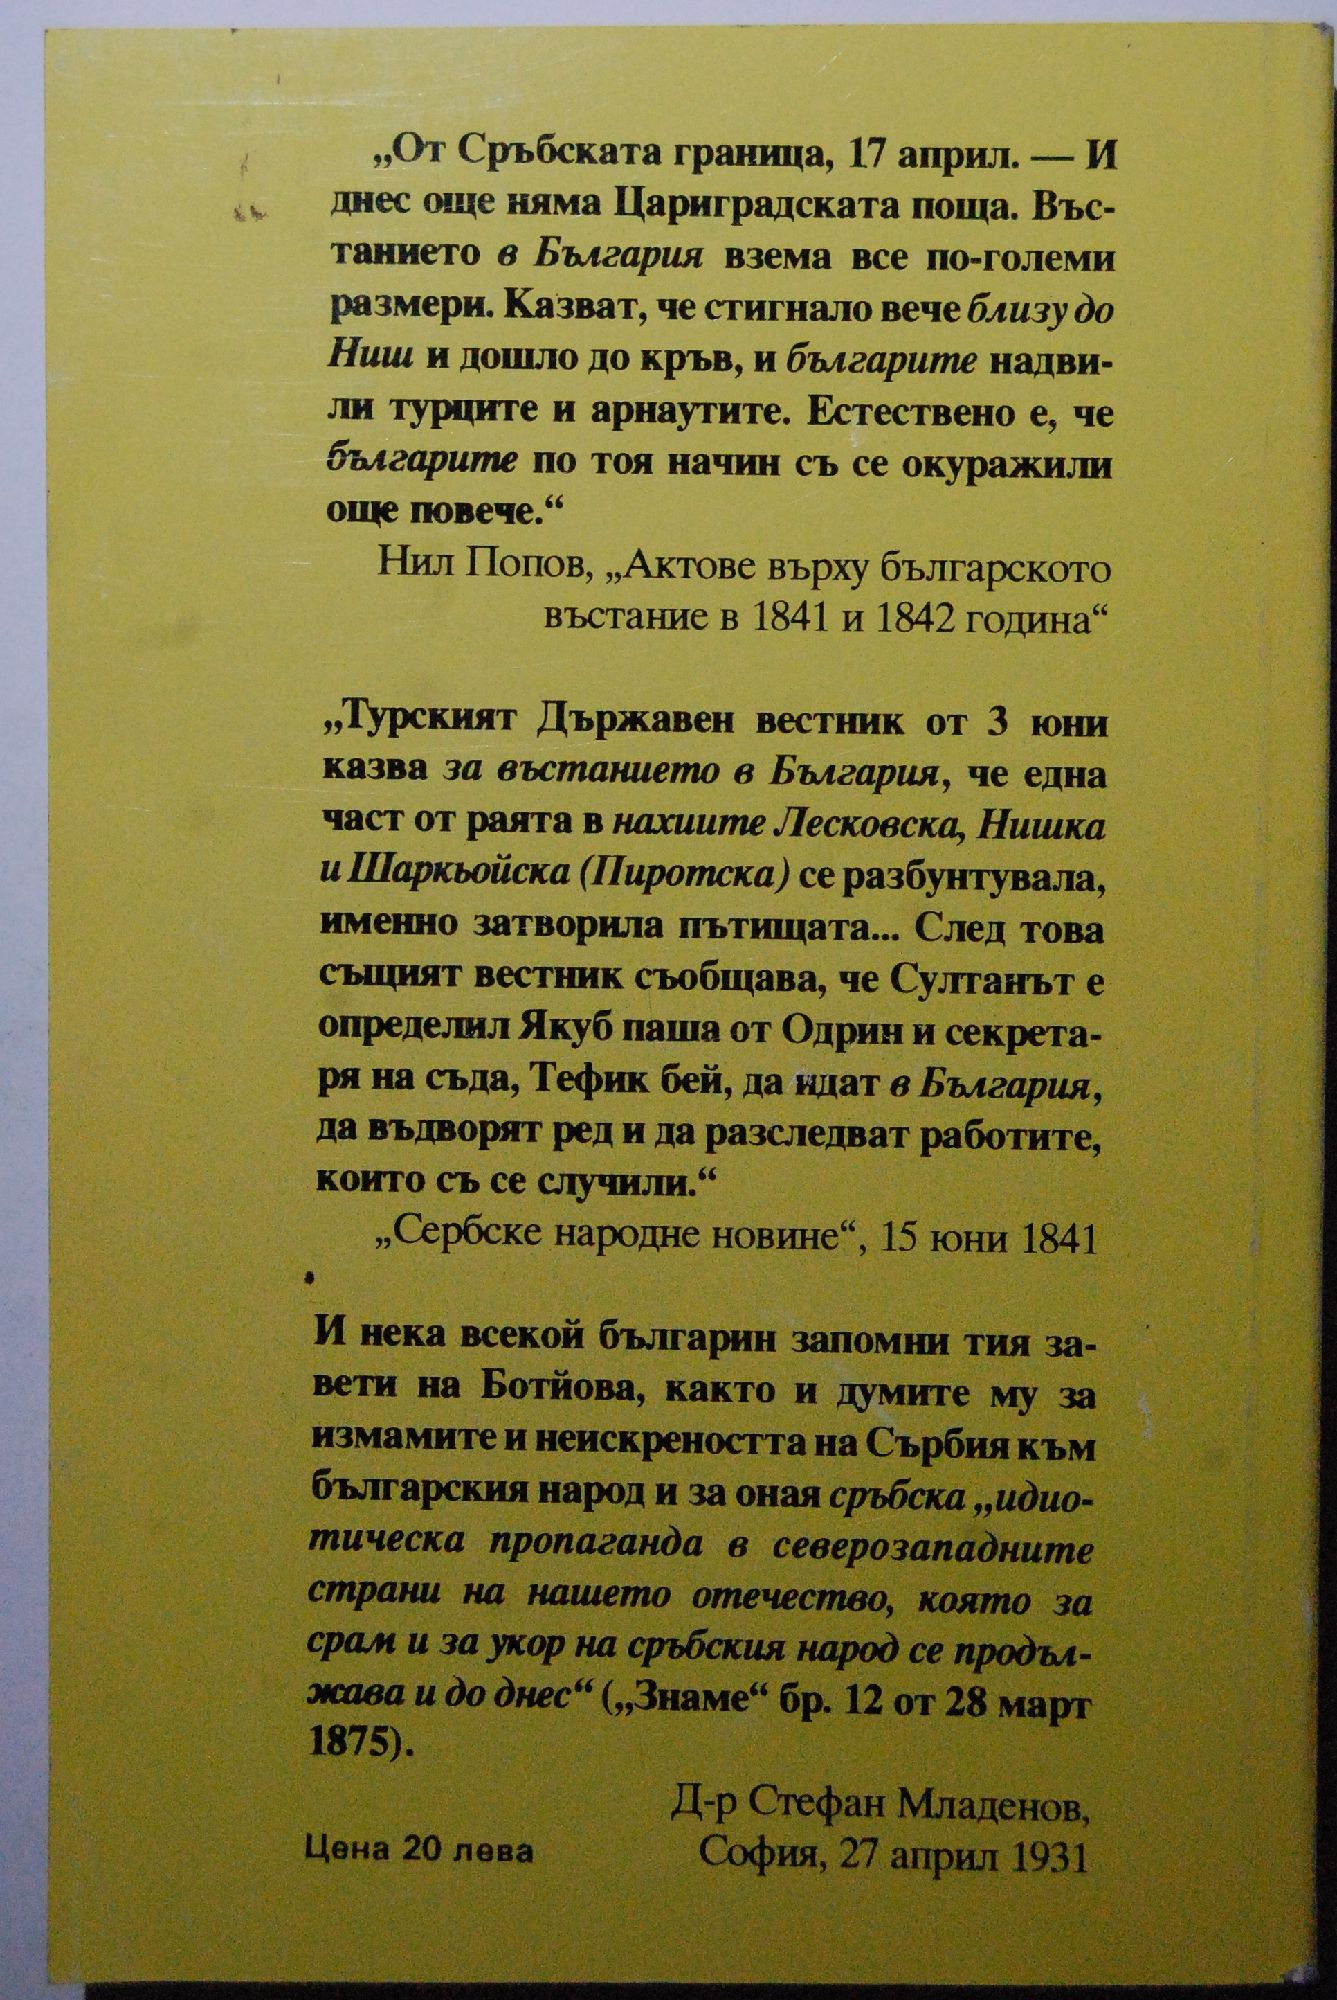 „От Сръбската граница, 17 април. — И
днес още няма Цариградската поща. Въс-
танието в България взема все по-големи
размери. Казват, че стигнало вече близу до
Ниш и дошло до кръв, и българите надви-
ли турците и арнаутите. Естествено е, че
българите по тоя начин съ се окуражили
още повече.“
Нил Попов, „Актове върху българското
въстание в 1841 и 1842 година“
„Турският Държавен вестник от 3 юни
казва за въстанието в България, че една
част от раята в нахиите Лесковска, Нишка
и Шаркьойска (Пиротска) се разбунтувала,
именно затворила пътищата... След това
същият вестник съобщава, че Султанът е
определил Якуб паша от Одрин и секрета-
ря на съда, Тефик бей, да идат в България,
да въдворят ред и да разследват работите,
които съ се случили.“
„Сербске народне новине“, 15 юни 1841
И нека всекой българин запомни тия за-
вети на Ботйова, както и думите му за
измамите и неискреността на Сърбия към
българския народ и за оная сръбска „идио-
тическа пропаганда в северозападните
страни на нашето отечество, която за
срам и за укор на сръбския народ се продъл-
жава и до днес“ („Знаме“ бр. 12 от 28 март
1875).
Д-р Стефан Младенов,
София, 27 април 1931
Цена 20 лева